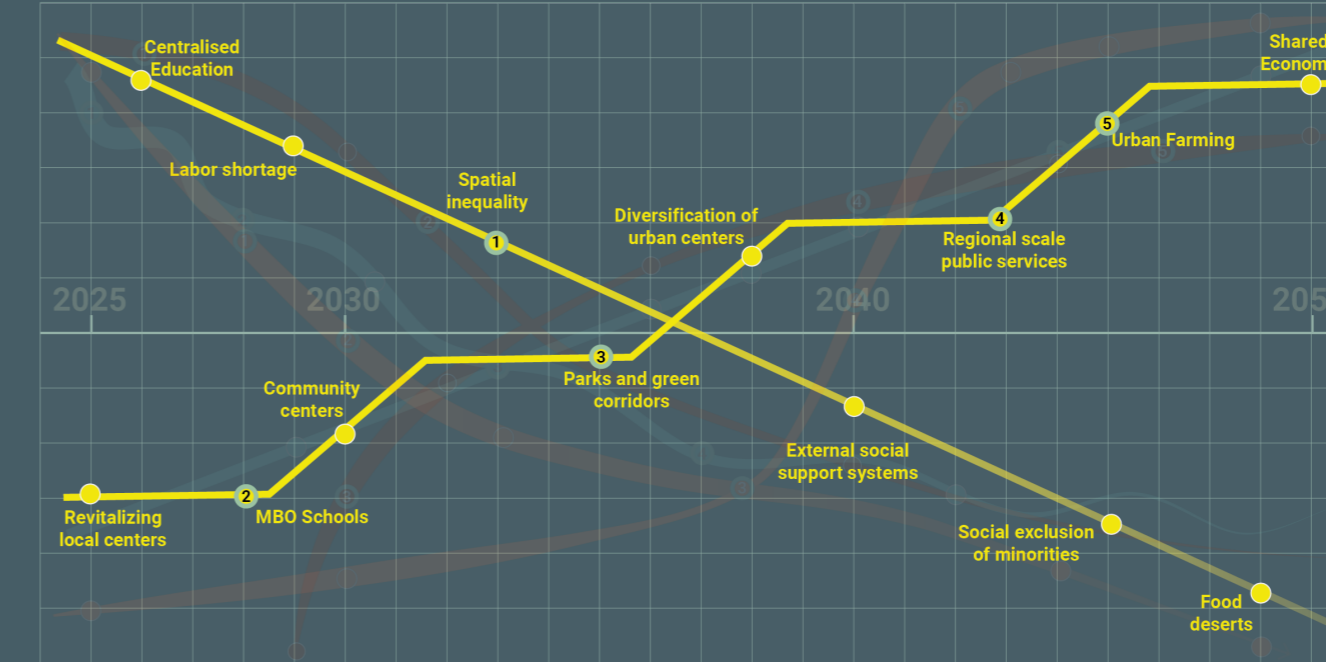 Centralised
Education
Shared
Econom
Labor shortage
Spatial
inequality
1
Diversification of
urban centers
5
Urban Farming
4
Regional scale
public services
2025
2030
2040
205
3
Parks and green
corridors
Community
centers
2
MBO Schools
Revitalizing
local centers
External social
support systems
Social exclusion
of minorities
Food
deserts